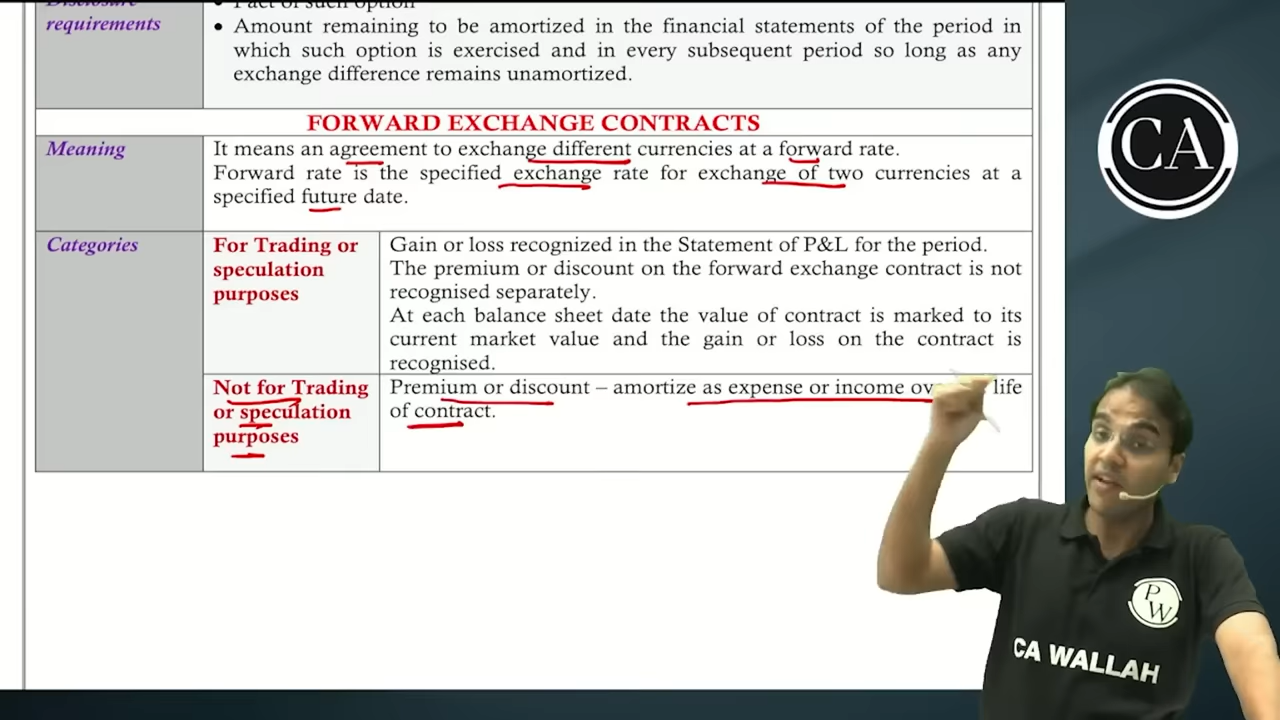 Disclosure
requirements
• Fact of such option
• Amount remaining to be amortized in the financial statements of the period in
which such option is exercised and in every subsequent period so long as any
exchange difference remains unamortized.
FORWARD EXCHANGE CONTRACTS
Meaning
It means an agreement to exchange different currencies at a forward rate.
Forward rate is the specified exchange rate for exchange of two currencies at a
specified future date.
Categories
For Trading or
speculation
purposes
Gain or loss recognized in the Statement of P&L for the period.
The premium or discount on the forward exchange contract is not
recognised separately.
At each balance sheet date the value of contract is marked to its
current market value and the gain or loss on the contract is
recognised.
Not for Trading
or speculation
purposes
Premium or discount – amortize as expense or income ov life
of contract.
CA
P
W
CA WALLAH